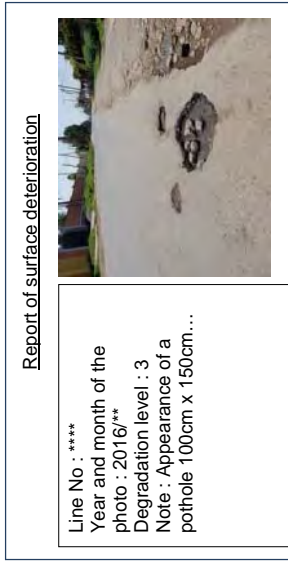 Report of surface deterioration
Line No : ****
Year and month of the
photo : 2016/**
Degradation level : 3
Note : Appearance of a
pothole 100cm x 150cm…